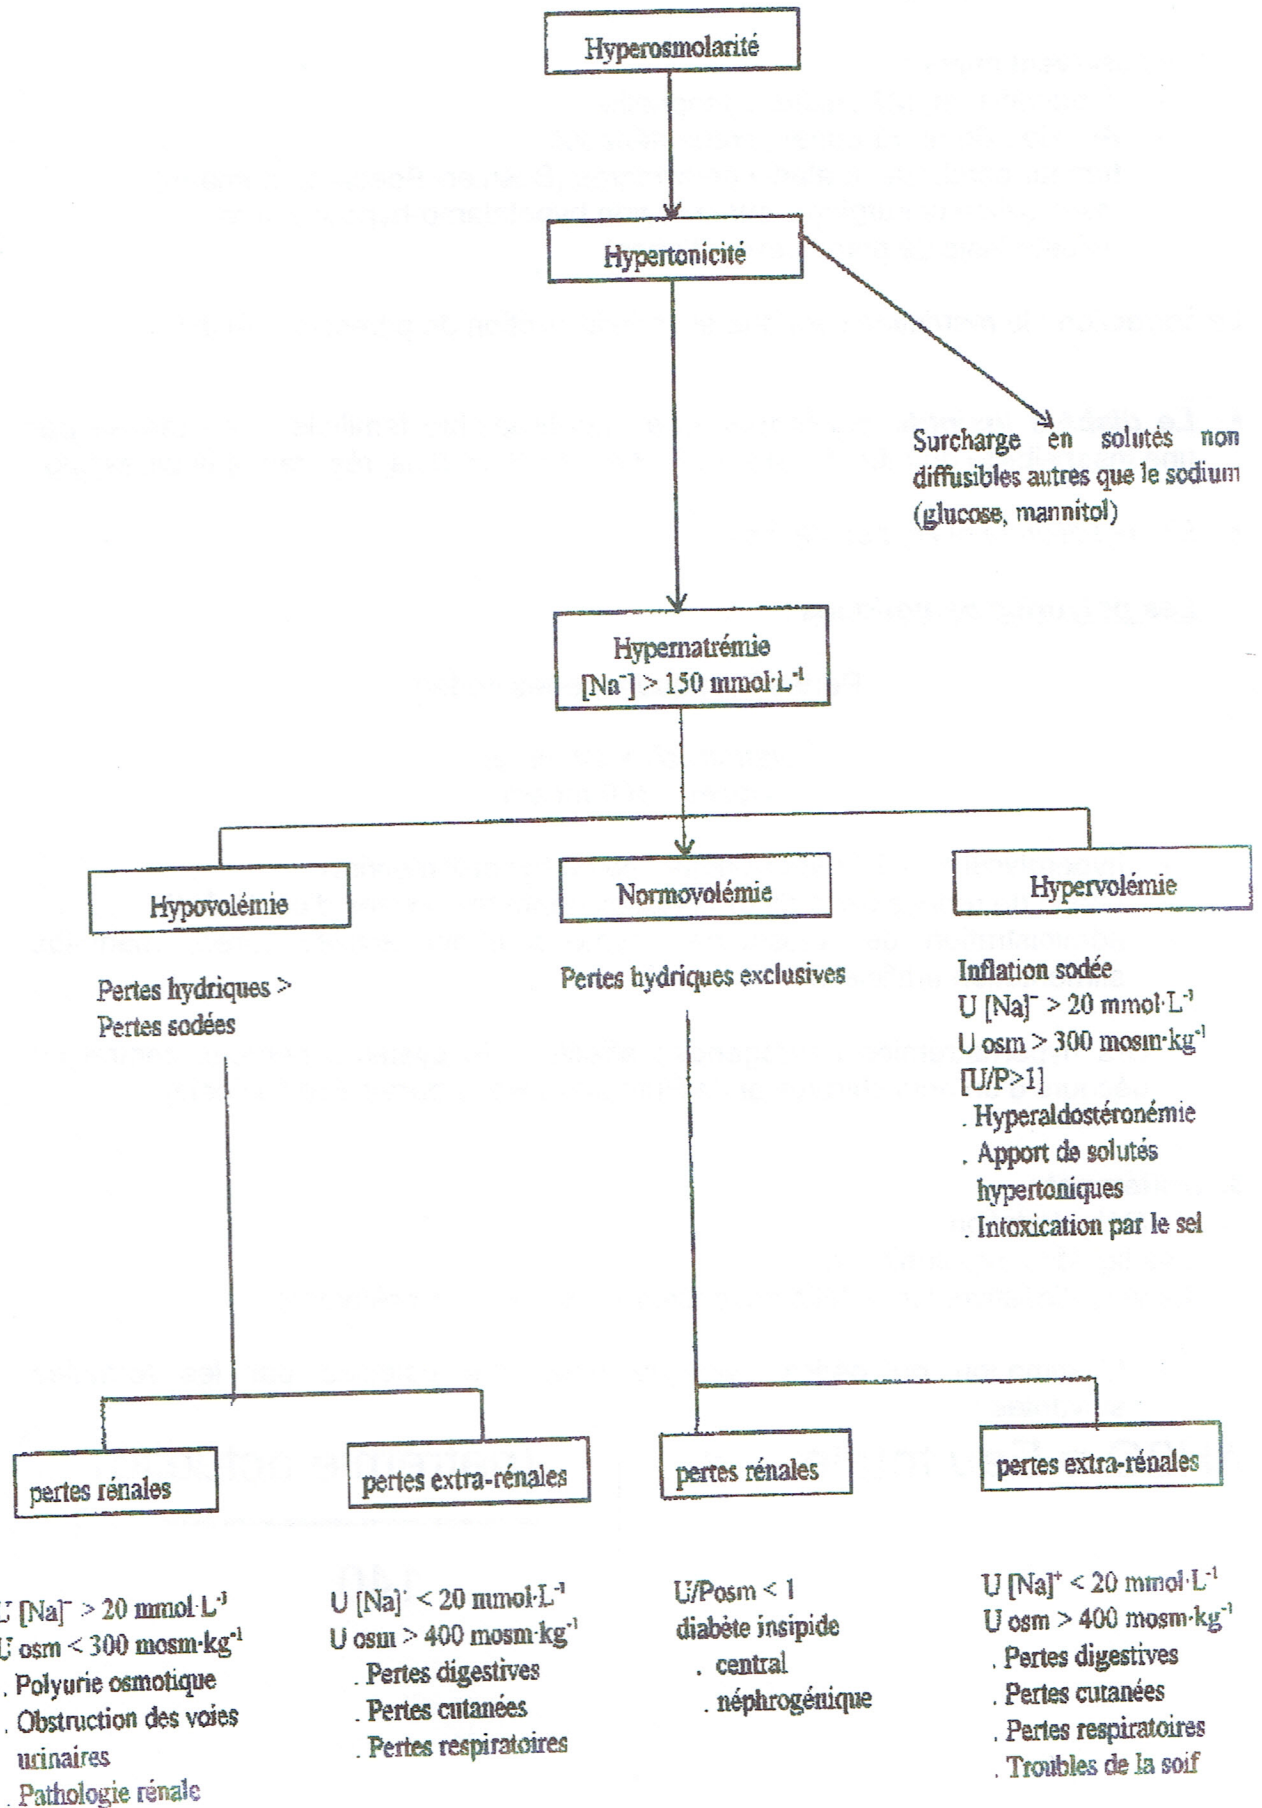 Hyperosmolarité
Hypertonicité
Surcharge en solutés non
diffusibles autres que le sodium
(glucose, mannitol)
Hypernatrémie
[Na⁻] > 150 mmol·L⁻¹
Hypovolémie
Normovolémie
Hypervolémie
Pertes hydriques >
Pertes sodées
Pertes hydriques exclusives
Inflation sodée
U [Na]⁻ > 20 mmol·L⁻¹
U osm > 300 mosm·kg⁻¹
[U/P>1]
. Hyperaldostéronémie
. Apport de solutés
hypertoniques
. Intoxication par le sel
pertes rénales
pertes extra-rénales
pertes rénales
pertes extra-rénales
U [Na]⁻ > 20 mmol·L⁻¹
U osm < 300 mosm·kg⁻¹
. Polyurie osmotique
. Obstruction des voies
urinaires
. Pathologie rénale
U [Na]⁻ < 20 mmol·L⁻¹
U osm > 400 mosm·kg⁻¹
. Pertes digestives
. Pertes cutanées
. Pertes respiratoires
U/Posm < 1
diabète insipide
. central
. néphrogénique
U [Na]⁺ < 20 mmol·L⁻¹
U osm > 400 mosm·kg⁻¹
. Pertes digestives
. Pertes cutanées
. Pertes respiratoires
. Troubles de la soif